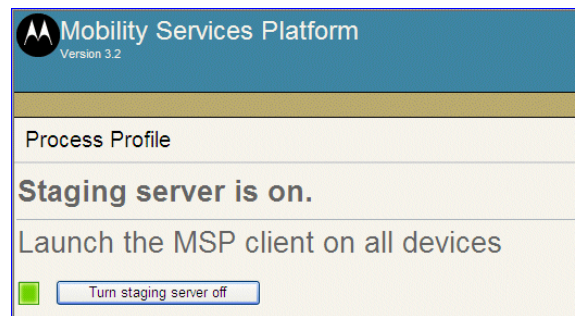 Mobility Services Platform
Version 3.2
Process Profile
Staging server is on.
Launch the MSP client on all devices
Turn staging server off